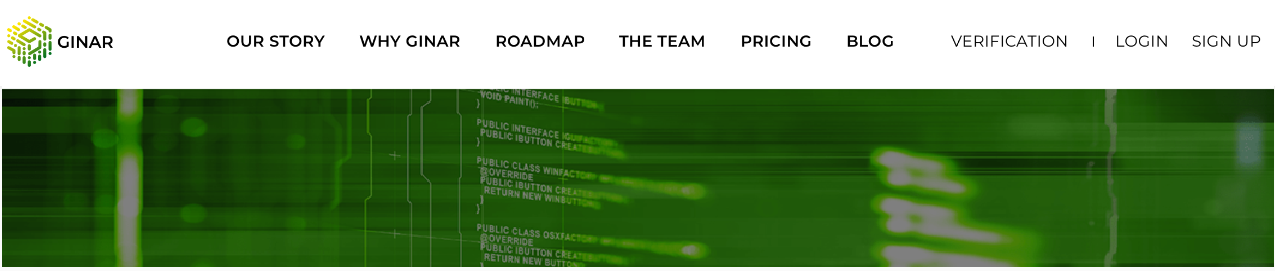 GINAR
OUR STORY
WHY GINAR
ROADMAP
THE TEAM
PRICING
BLOG
VERIFICATION
|
LOGIN
SIGN UP
PUBLIC INTERFACE IBUTTON
VOID PAINT();
}
PUBLIC INTERFACE IGUIFACTORY
PUBLIC IBUTTON CREATEBUTTON
}
PUBLIC CLASS WINFACTORY
@OVERRIDE
PUBLIC IBUTTON CREATEBUTTON
RETURN NEW WINBUTTON
}
}
PUBLIC CLASS OSXFACTORY
@OVERRIDE
PUBLIC IBUTTON CREATEBUTTON
RETURN NEW